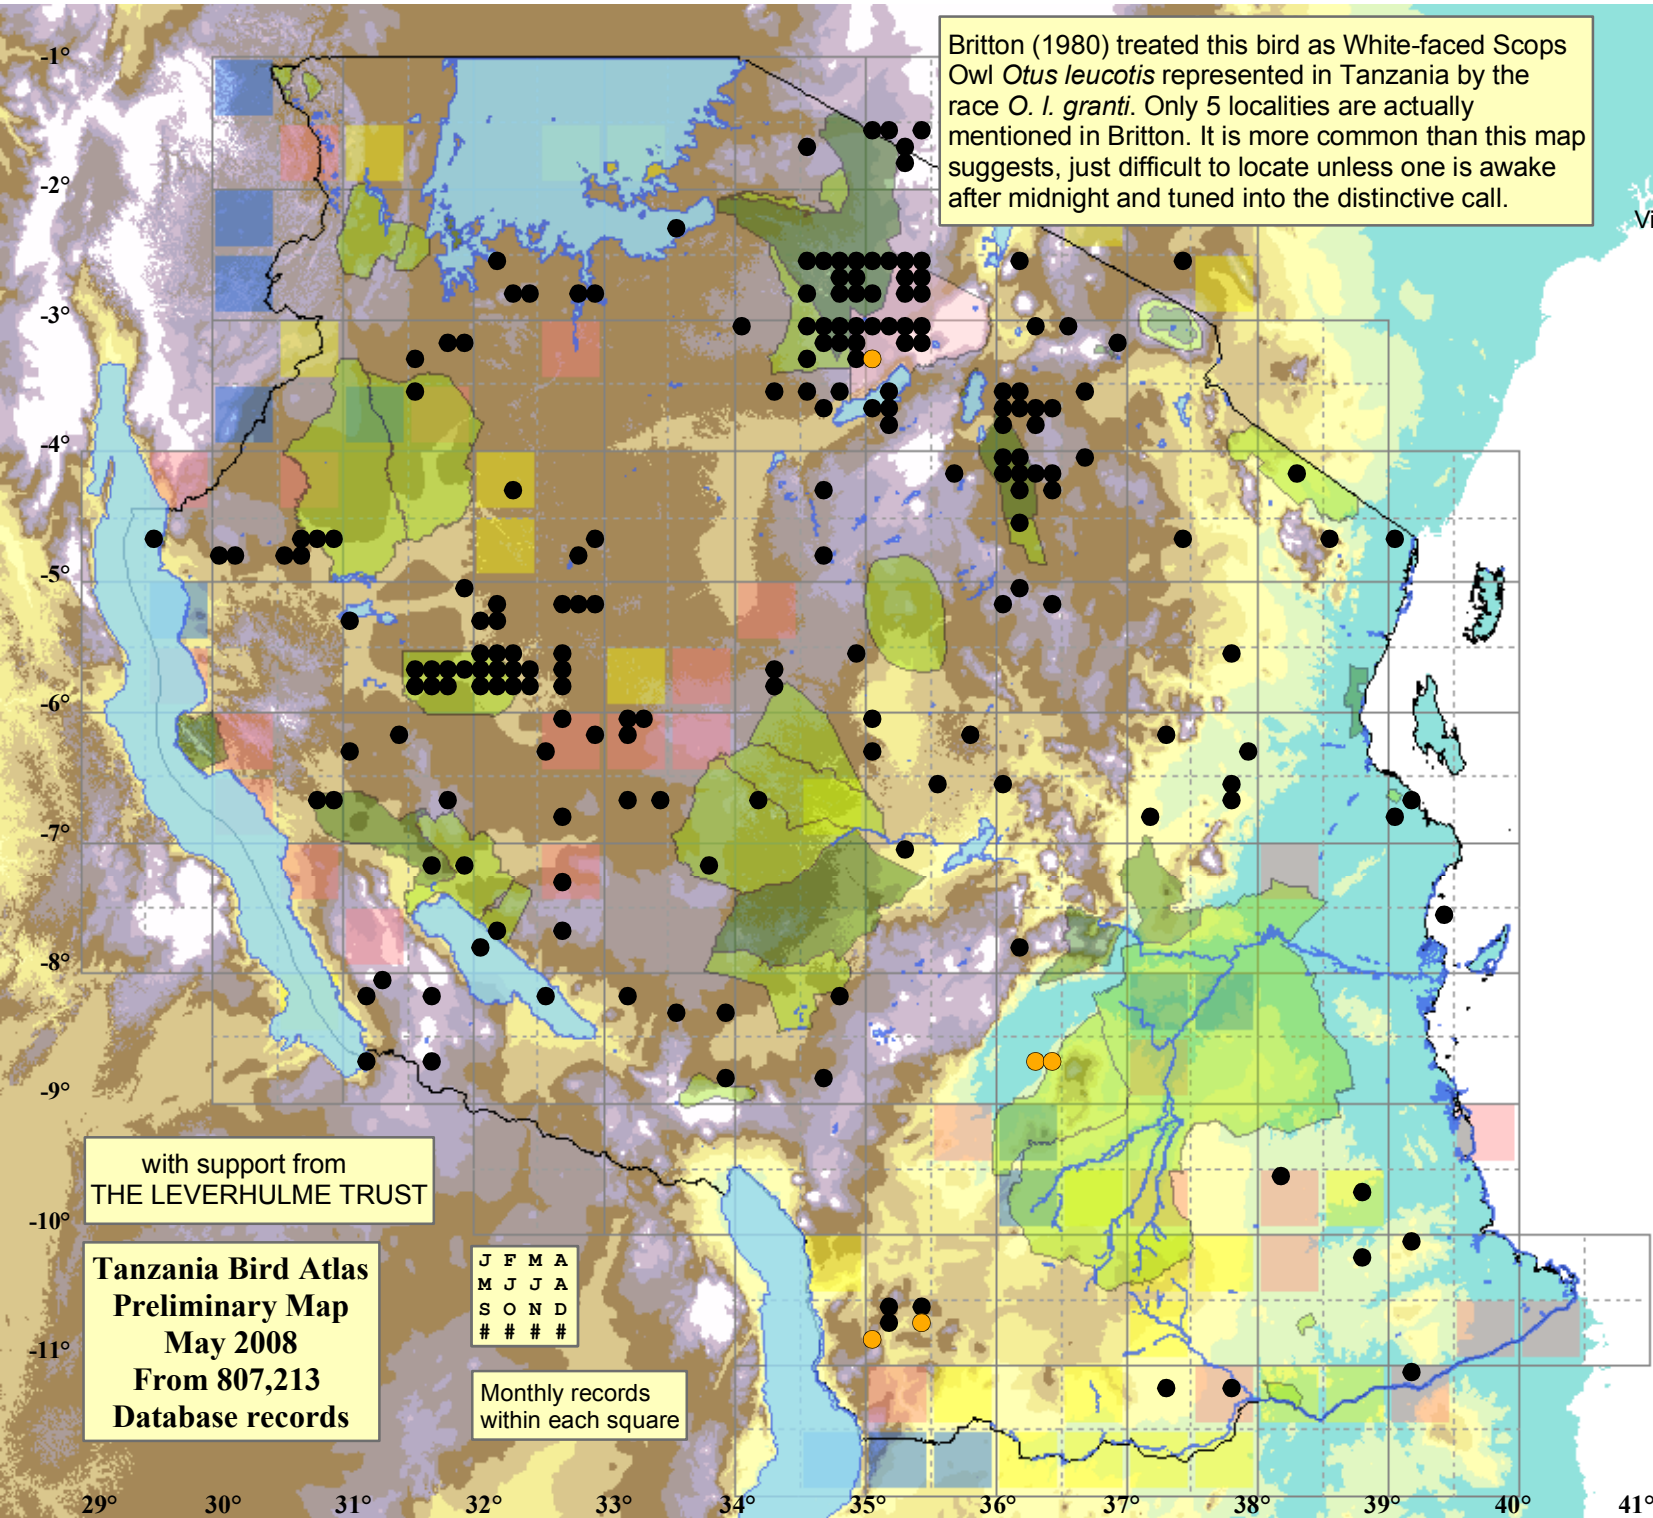 Britton (1980) treated this bird as White-faced Scops
Owl Otus leucotis represented in Tanzania by the
race O. l. granti. Only 5 localities are actually
mentioned in Britton. It is more common than this map
suggests, just difficult to locate unless one is awake
after midnight and tuned into the distinctive call.
Vi
-1°
-2°
-3°
-4°
-5°
-6°
-7°
-8°
-9°
-10°
-11°
with support from
THE LEVERHULME TRUST
Tanzania Bird Atlas
Preliminary Map
May 2008
From 807,213
Database records
J F M A
M J J A
S O N D
# # # #
Monthly records
within each square
29° 30° 31° 32° 33° 34° 35° 36° 37° 38° 39° 40° 41°